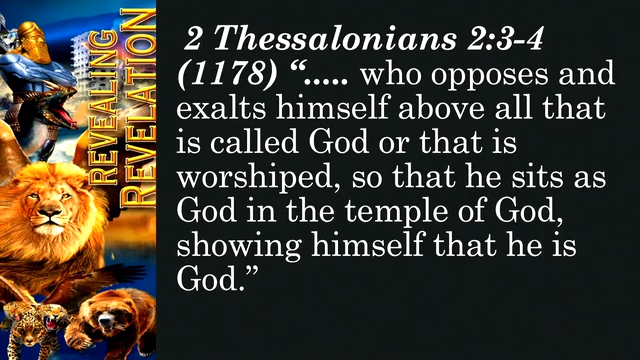 REVEALING
REVELATION
2 Thessalonians 2:3-4
(1178) “..... who opposes and
exalts himself above all that
is called God or that is
worshiped, so that he sits as
God in the temple of God,
showing himself that he is
God.”